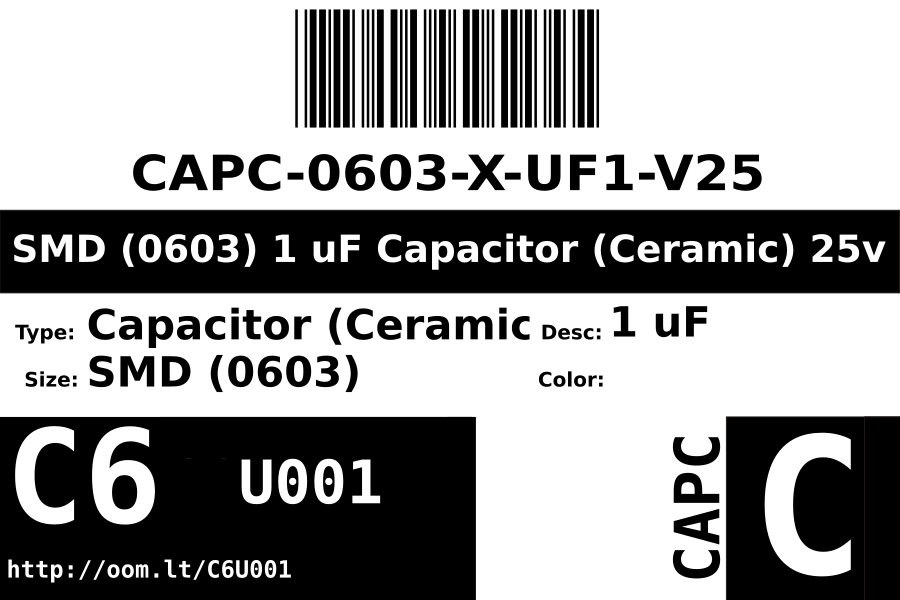 CAPC-0603-X-UF1-V25
SMD (0603) 1 uF Capacitor (Ceramic) 25v
Type: Capacitor (Ceramic Desc: 1 uF
Size: SMD (0603) Color:
C6 U001
http://oom.lt/C6U001
CAPC
C